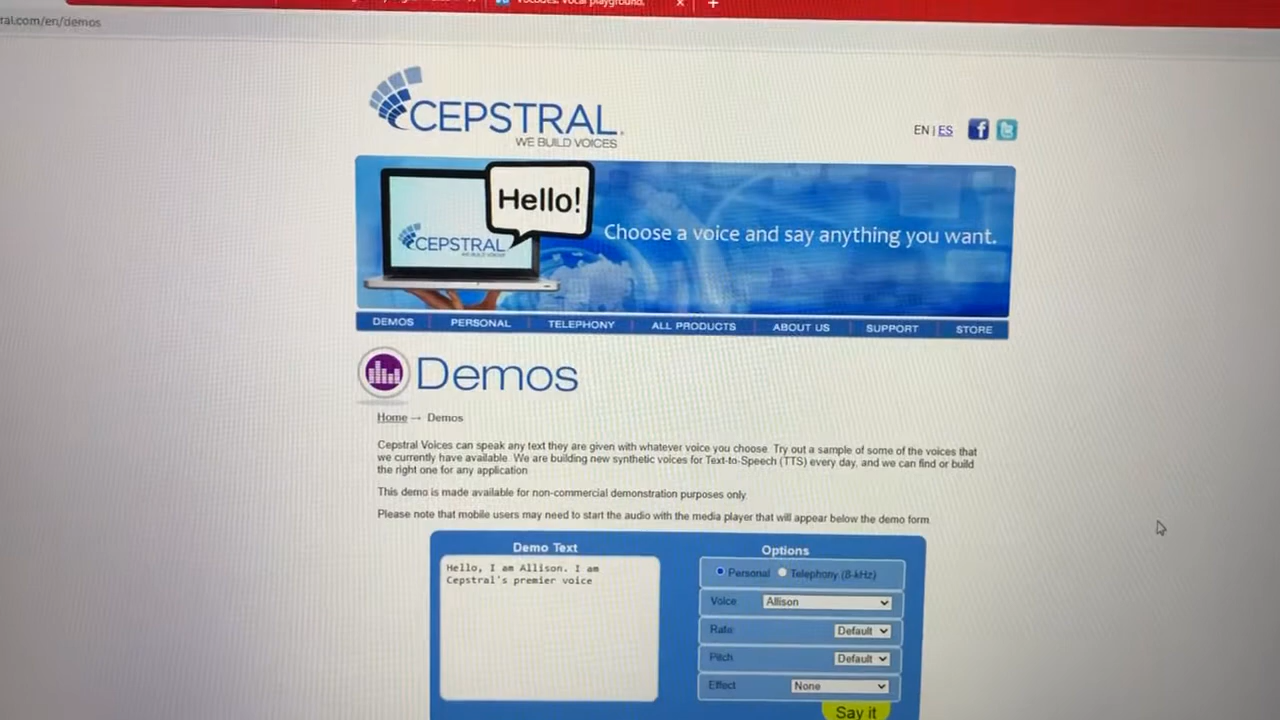 ral.com/en/demos
CEPSTRAL
WE BUILD VOICES
EN | ES
Hello!
CEPSTRAL
WE BUILD VOICES
Choose a voice and say anything you want.
DEMOS PERSONAL TELEPHONY ALL PRODUCTS ABOUT US SUPPORT STORE
Demos
Home → Demos
Cepstral Voices can speak any text they are given with whatever voice you choose. Try out a sample of some of the voices that
we currently have available. We are building new synthetic voices for Text-to-Speech (TTS) every day, and we can find or build
the right one for any application
This demo is made available for non-commercial demonstration purposes only.
Please note that mobile users may need to start the audio with the media player that will appear below the demo form.
Demo Text
Hello, I am Allison. I am
Cepstral's premier voice
Options
Personal Telephony (8-kHz)
Voice: Allison
Rate: Default
Pitch Default
Effect None
Say it